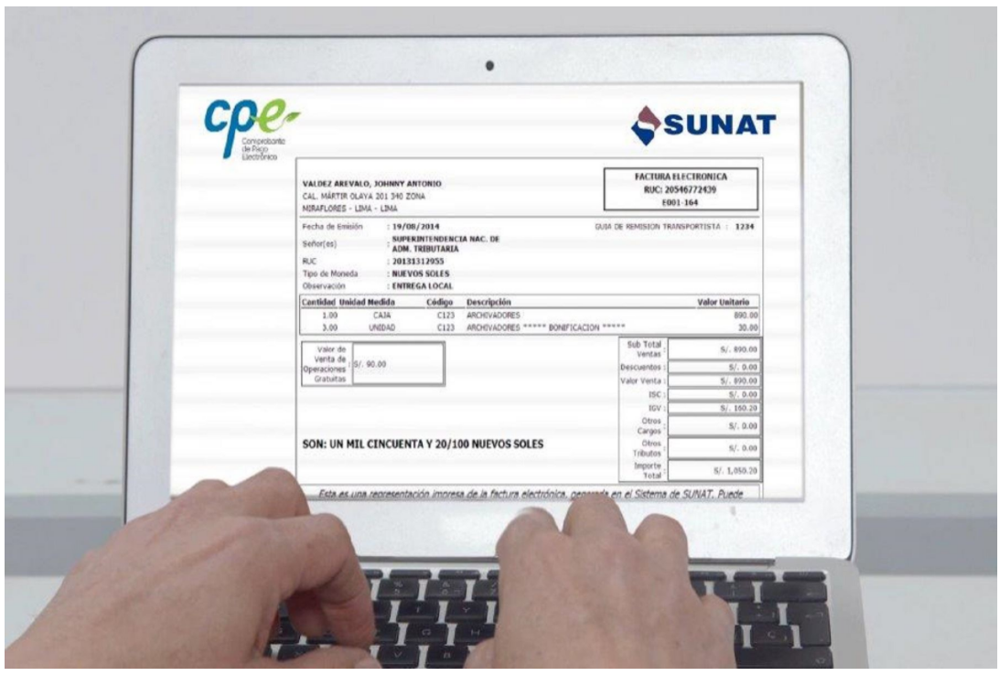 cpe
Comprobante
de Pago
Electrónico
SUNAT
VALDEZ AREVALO, JOHNNY ANTONIO
CAL. MÁRTIR OLAYA 201 340 ZONA
MIRAFLORES - LIMA - LIMA
FACTURA ELECTRONICA
RUC: 20546772439
E001-164
Fecha de Emisión : 19/08/2014 GUIA DE REMISION TRANSPORTISTA : 1234
Señor(es) : SUPERINTENDENCIA NAC. DE
ADM. TRIBUTARIA
RUC : 20131312955
Tipo de Moneda : NUEVOS SOLES
Observación : ENTREGA LOCAL
Cantidad Unidad Medida Código Descripción Valor Unitario
1.00 CAJA C123 ARCHIVADORES 890.00
3.00 UNIDAD C123 ARCHIVADORES ***** BONIFICACION ***** 30.00
Valor de
Venta de
Operaciones
Gratuitas : S/. 90.00
Sub Total
Ventas : S/. 890.00
Descuentos : S/. 0.00
Valor Venta : S/. 890.00
ISC : S/. 0.00
IGV : S/. 160.20
Otros
Cargos : S/. 0.00
Otros
Tributos : S/. 0.00
Importe
Total : S/. 1,050.20
SON: UN MIL CINCUENTA Y 20/100 NUEVOS SOLES
Esta es una representación impresa de la factura electrónica, generada en el Sistema de SUNAT. Puede